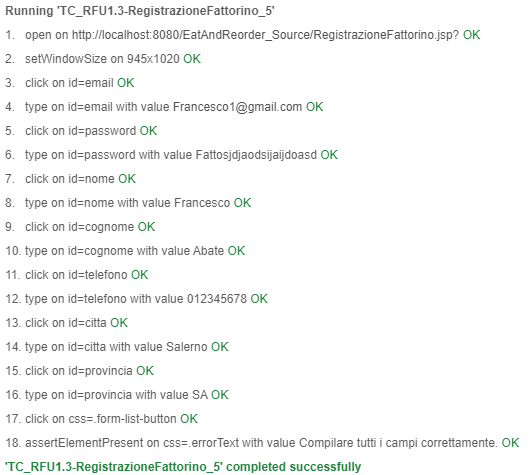 Running 'TC_RFU1.3-RegistrazioneFattorino_5'
1. open on http://localhost:8080/EatAndReorder_Source/RegistrazioneFattorino.jsp? OK
2. setWindowSize on 945x1020 OK
3. click on id=email OK
4. type on id=email with value Francesco1@gmail.com OK
5. click on id=password OK
6. type on id=password with value Fattosjdjaodsijaijdoasd OK
7. click on id=nome OK
8. type on id=nome with value Francesco OK
9. click on id=cognome OK
10. type on id=cognome with value Abate OK
11. click on id=telefono OK
12. type on id=telefono with value 012345678 OK
13. click on id=citta OK
14. type on id=citta with value Salerno OK
15. click on id=provincia OK
16. type on id=provincia with value SA OK
17. click on css=.form-list-button OK
18. assertElementPresent on css=.errorText with value Compilare tutti i campi correttamente. OK
'TC_RFU1.3-RegistrazioneFattorino_5' completed successfully